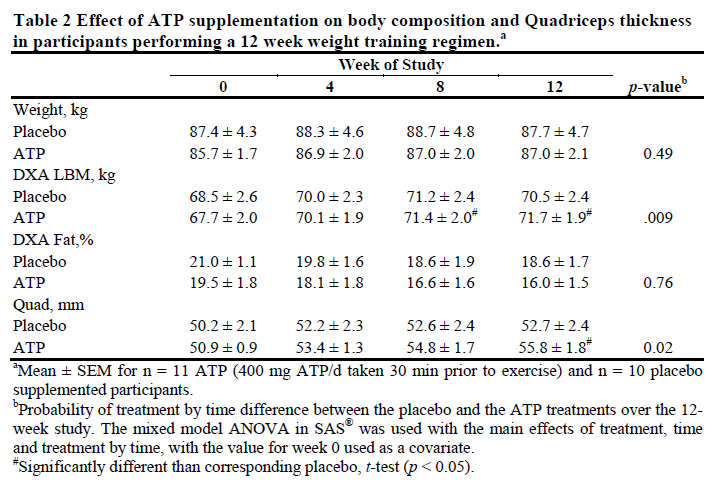 Table 2 Effect of ATP supplementation on body composition and Quadriceps thickness
in participants performing a 12 week weight training regimen.a
Week of Study
0 4 8 12 p-valueb
Weight, kg
Placebo 87.4 ± 4.3 88.3 ± 4.6 88.7 ± 4.8 87.7 ± 4.7
ATP 85.7 ± 1.7 86.9 ± 2.0 87.0 ± 2.0 87.0 ± 2.1 0.49
DXA LBM, kg
Placebo 68.5 ± 2.6 70.0 ± 2.3 71.2 ± 2.4 70.5 ± 2.4
ATP 67.7 ± 2.0 70.1 ± 1.9 71.4 ± 2.0# 71.7 ± 1.9# .009
DXA Fat,%
Placebo 21.0 ± 1.1 19.8 ± 1.6 18.6 ± 1.9 18.6 ± 1.7
ATP 19.5 ± 1.8 18.1 ± 1.8 16.6 ± 1.6 16.0 ± 1.5 0.76
Quad, mm
Placebo 50.2 ± 2.1 52.2 ± 2.3 52.6 ± 2.4 52.7 ± 2.4
ATP 50.9 ± 0.9 53.4 ± 1.3 54.8 ± 1.7 55.8 ± 1.8# 0.02
aMean ± SEM for n = 11 ATP (400 mg ATP/d taken 30 min prior to exercise) and n = 10 placebo
supplemented participants.
bProbability of treatment by time difference between the placebo and the ATP treatments over the 12-
week study. The mixed model ANOVA in SAS® was used with the main effects of treatment, time
and treatment by time, with the value for week 0 used as a covariate.
#Significantly different than corresponding placebo, t-test (p < 0.05).